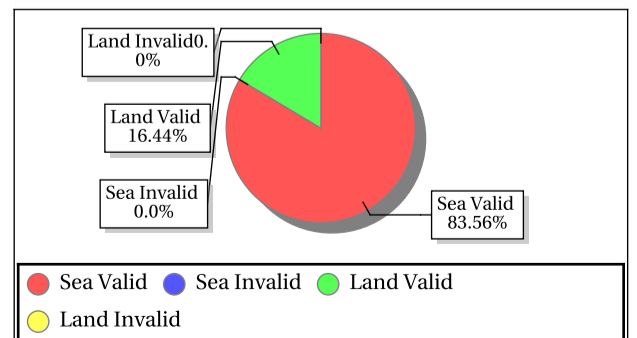 Land Invalid0.
0%
Land Valid
16.44%
Sea Invalid
0.0%
Sea Valid
83.56%
Sea Valid Sea Invalid Land Valid
Land Invalid